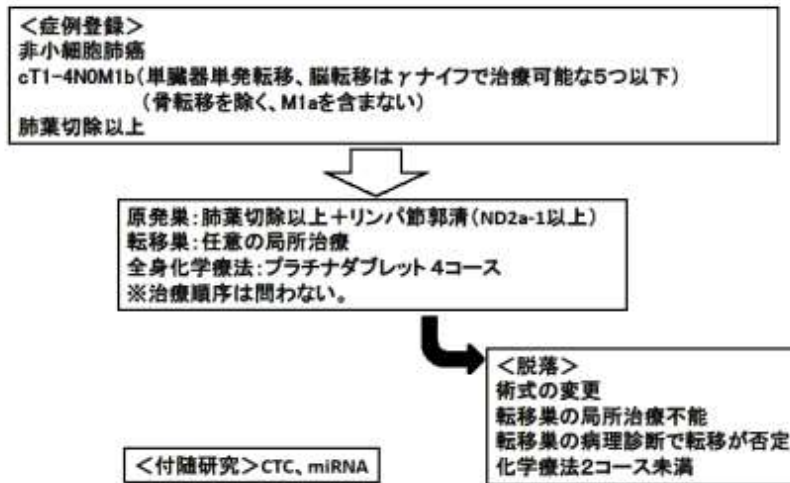 ＜症例登録＞
非小細胞肺癌
cT1-4N0M1b(単臓器単発転移、脳転移はγナイフで治療可能な5つ以下)
(骨転移を除く、M1aを含まない)
肺葉切除以上
原発巣:肺葉切除以上+リンパ節郭清(ND2a-1以上)
転移巣:任意の局所治療
全身化学療法:プラチナダブレット 4コース
※治療順序は問わない。
＜脱落＞
術式の変更
転移巣の局所治療不能
転移巣の病理診断で転移が否定
化学療法2コース未満
＜付随研究＞CTC、miRNA